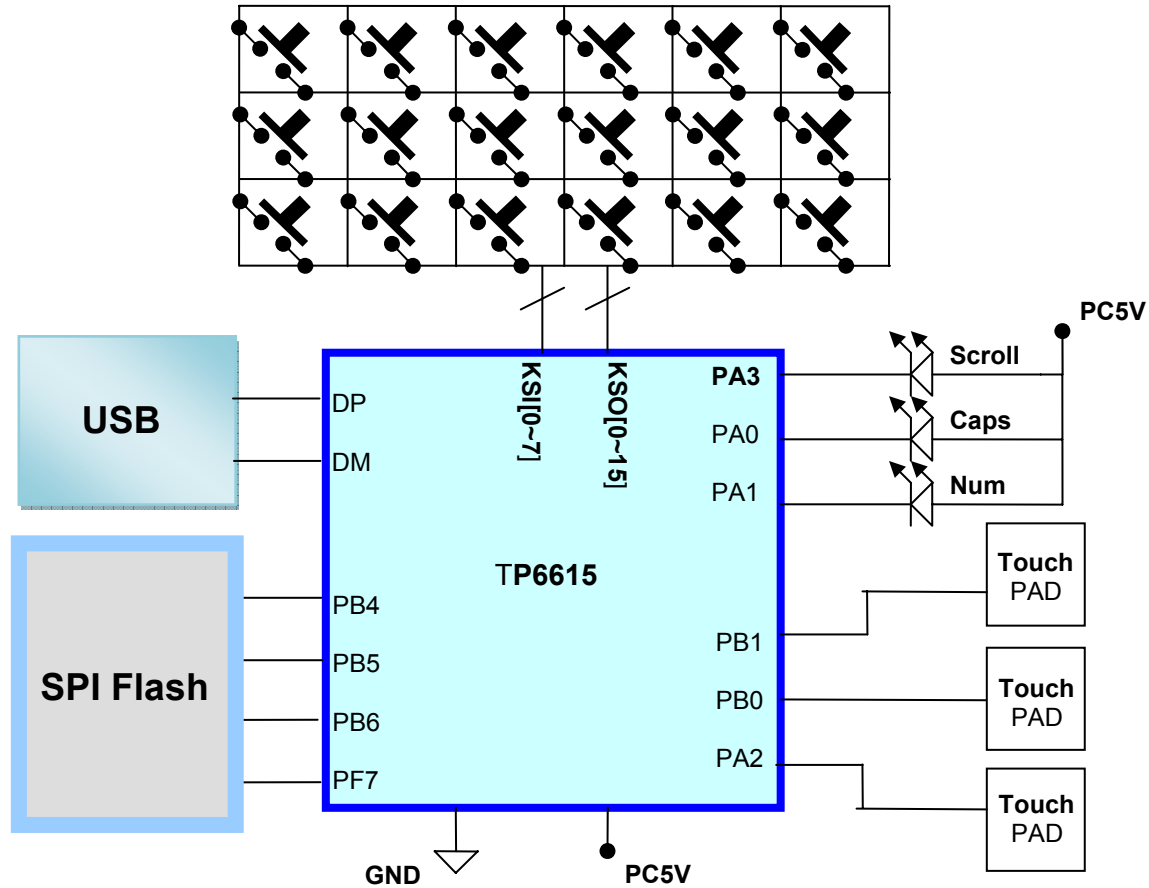 PC5V
USB
DP
DM
KSI[0~7]
KSO[0~15]
PA3
Scroll
PA0
Caps
PA1
Num
TP6615
SPI Flash
PB4
PB5
PB6
PF7
PB1
PB0
PA2
Touch
PAD
Touch
PAD
Touch
PAD
GND
PC5V